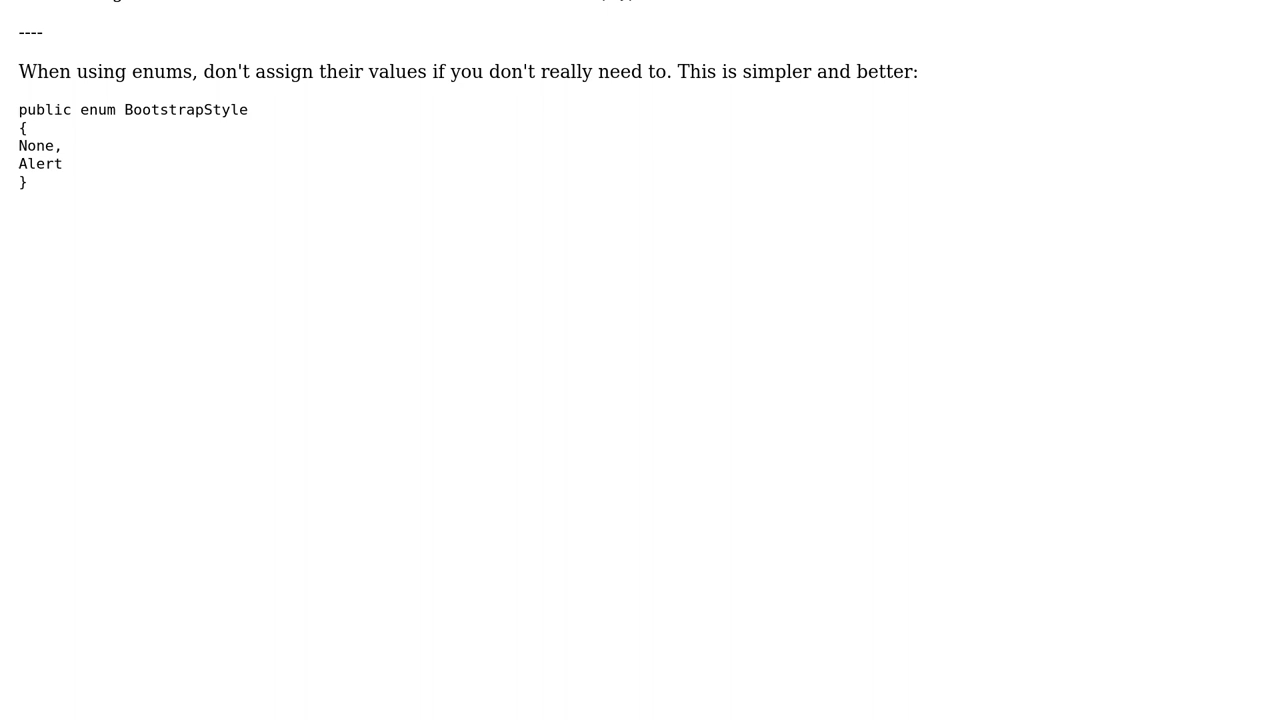 ----
When using enums, don't assign their values if you don't really need to. This is simpler and better:
public enum BootstrapStyle
{
None,
Alert
}